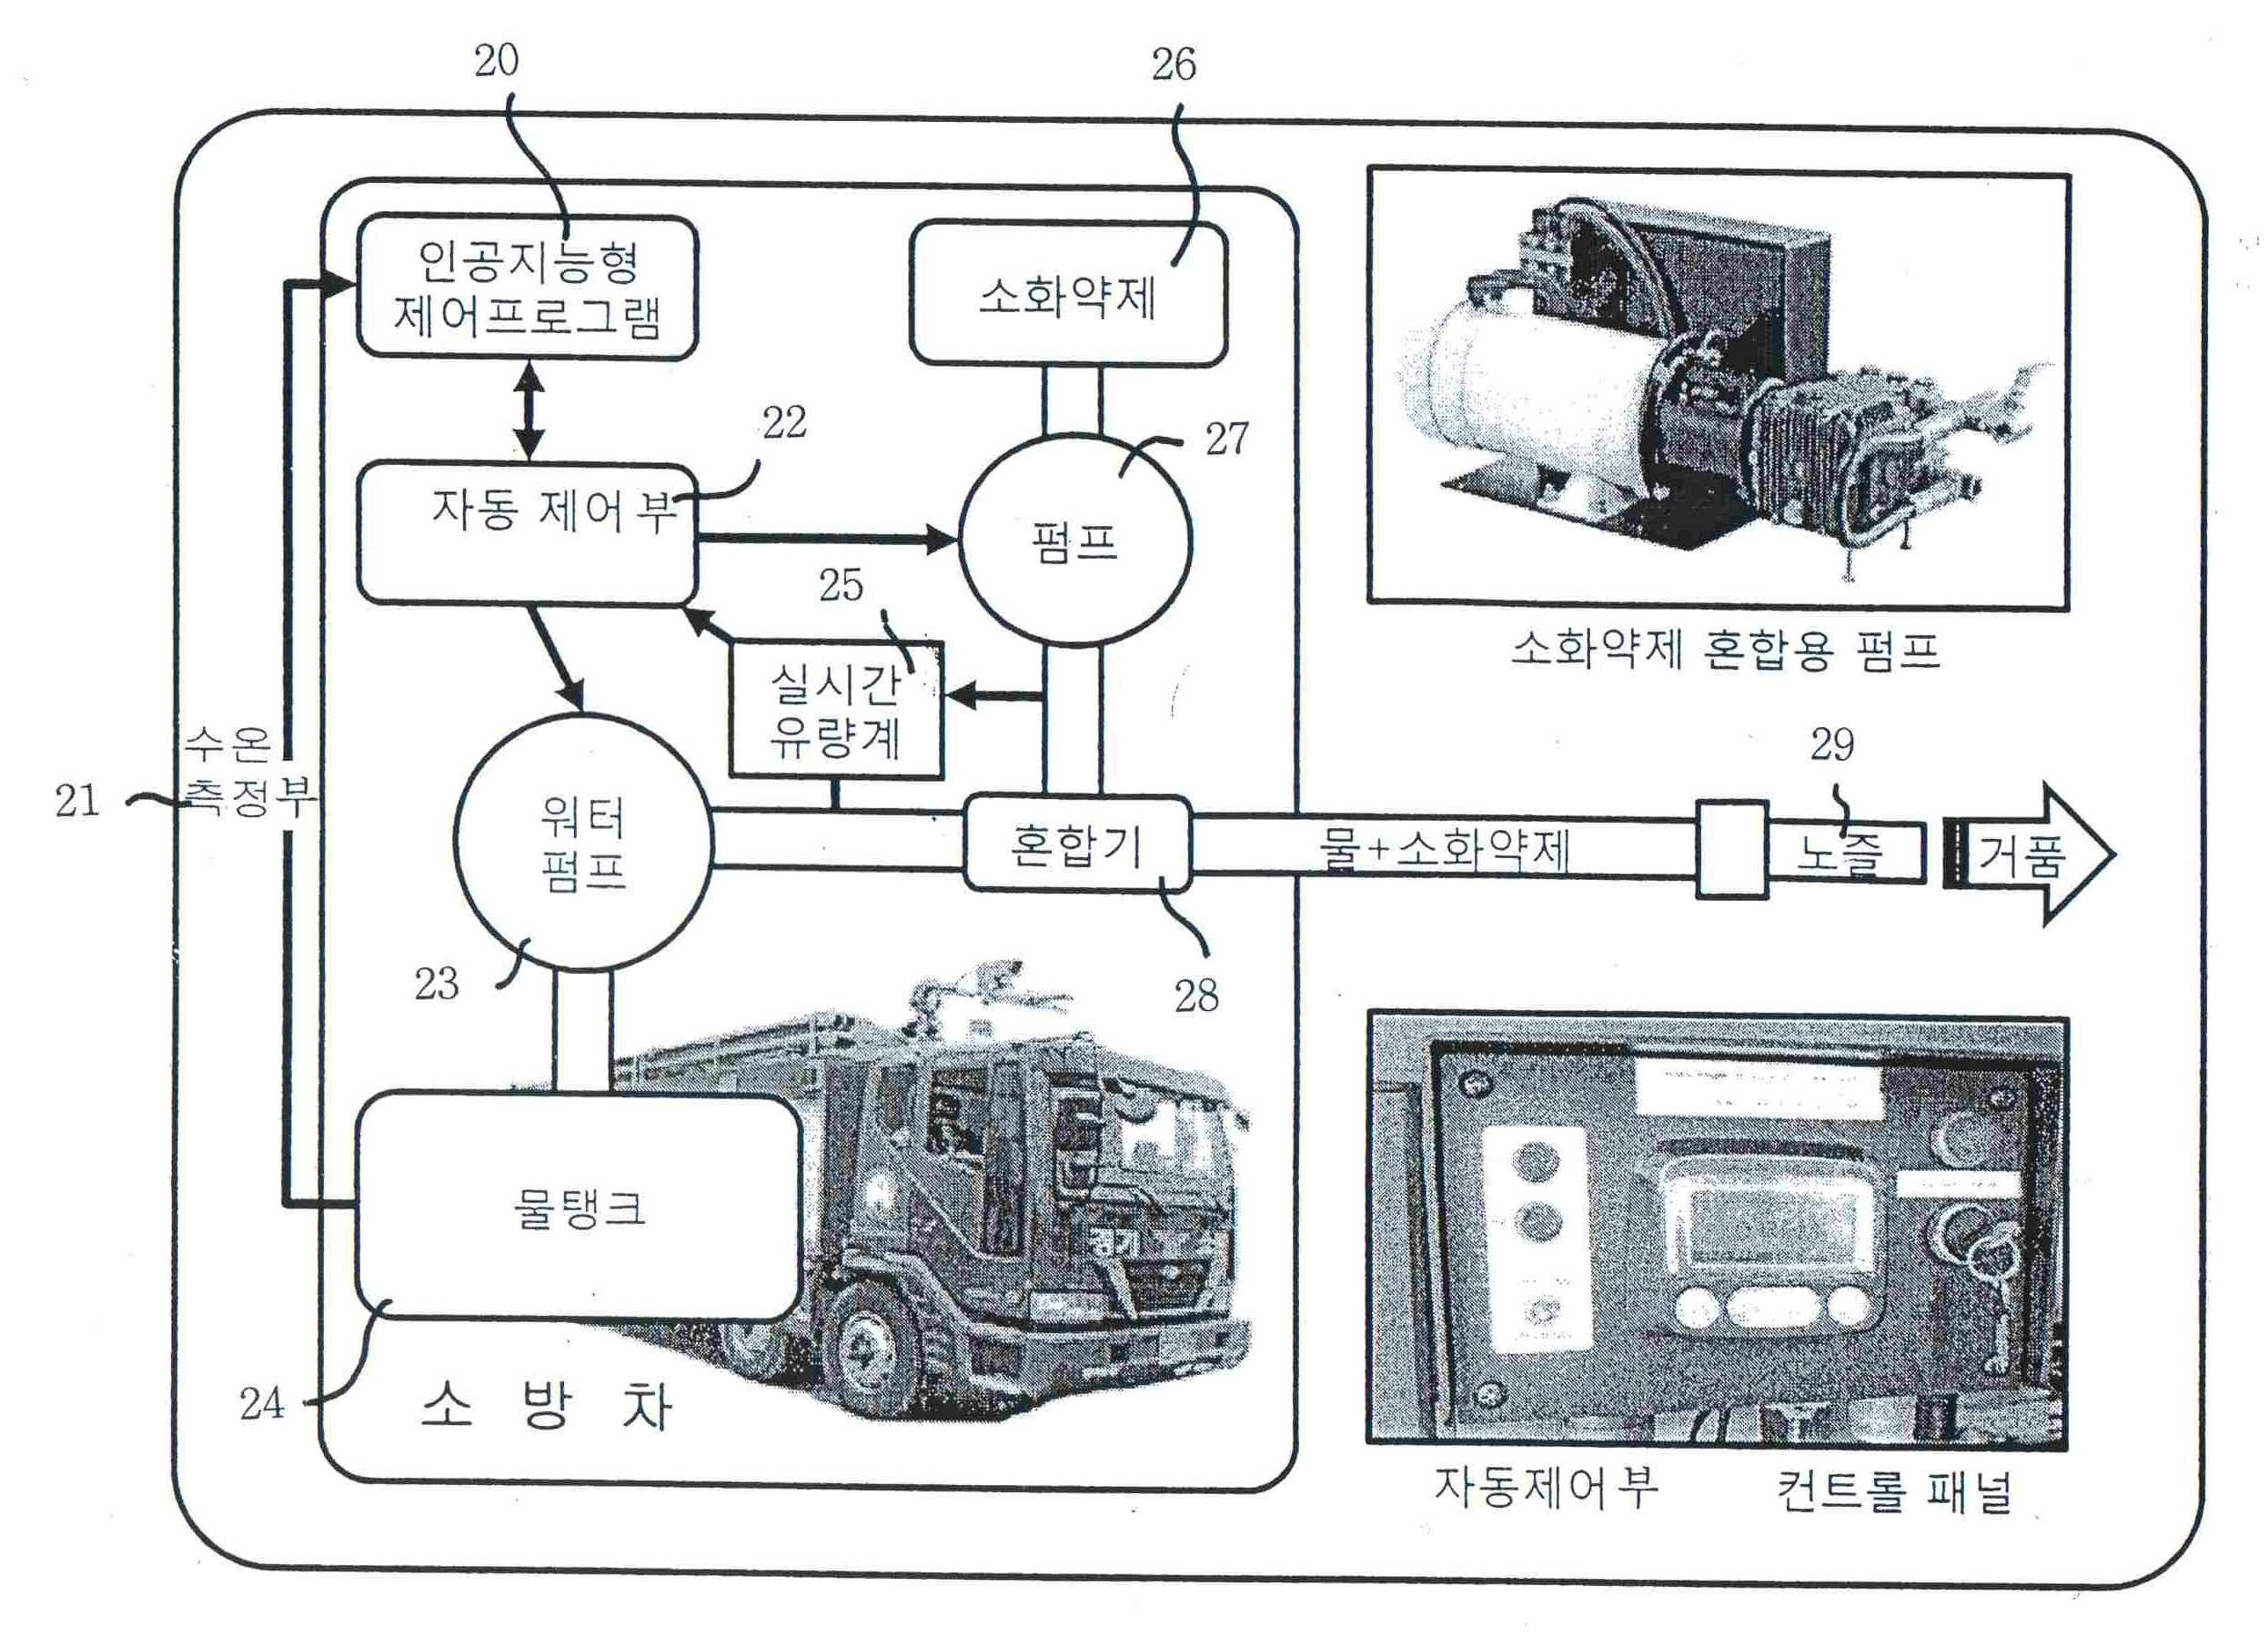 20
26
인공지능형
제어프로그램
소화약제
22
27
자동 제어부
펌프
25
소화약제 혼합용 펌프
실시간
유량계
수온
측정부
21
29
워터
펌프
혼합기
물+소화약제
노즐
거품
23
28
물탱크
경기
24
소 방 차
자동제어부 컨트롤 패널